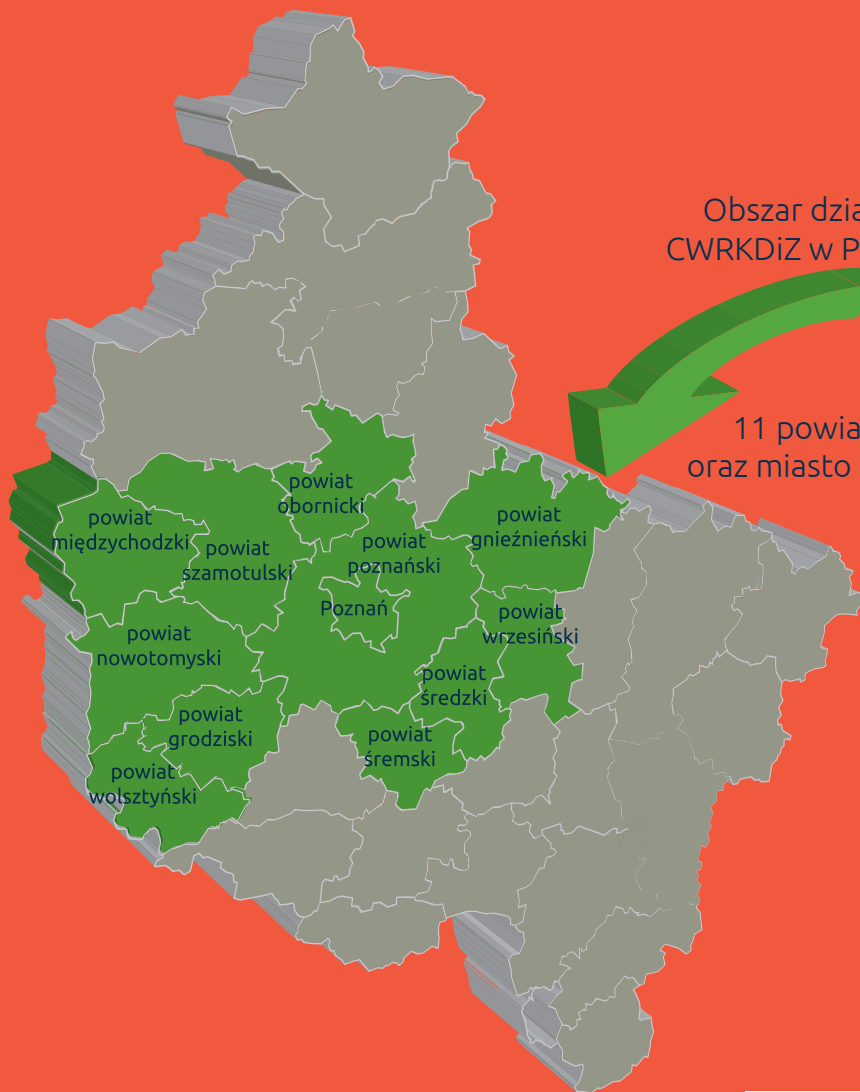 Obszar dzia
CWRKDiZ w P
11 powia
oraz miasto
powiat
obornicki
powiat
międzychodzki
powiat
gnieźnieński
powiat
szamotulski
powiat
poznański
Poznań
powiat
wrzesiński
powiat
nowotomyski
powiat
średzki
powiat
grodziski
powiat
śremski
powiat
wolsztyński